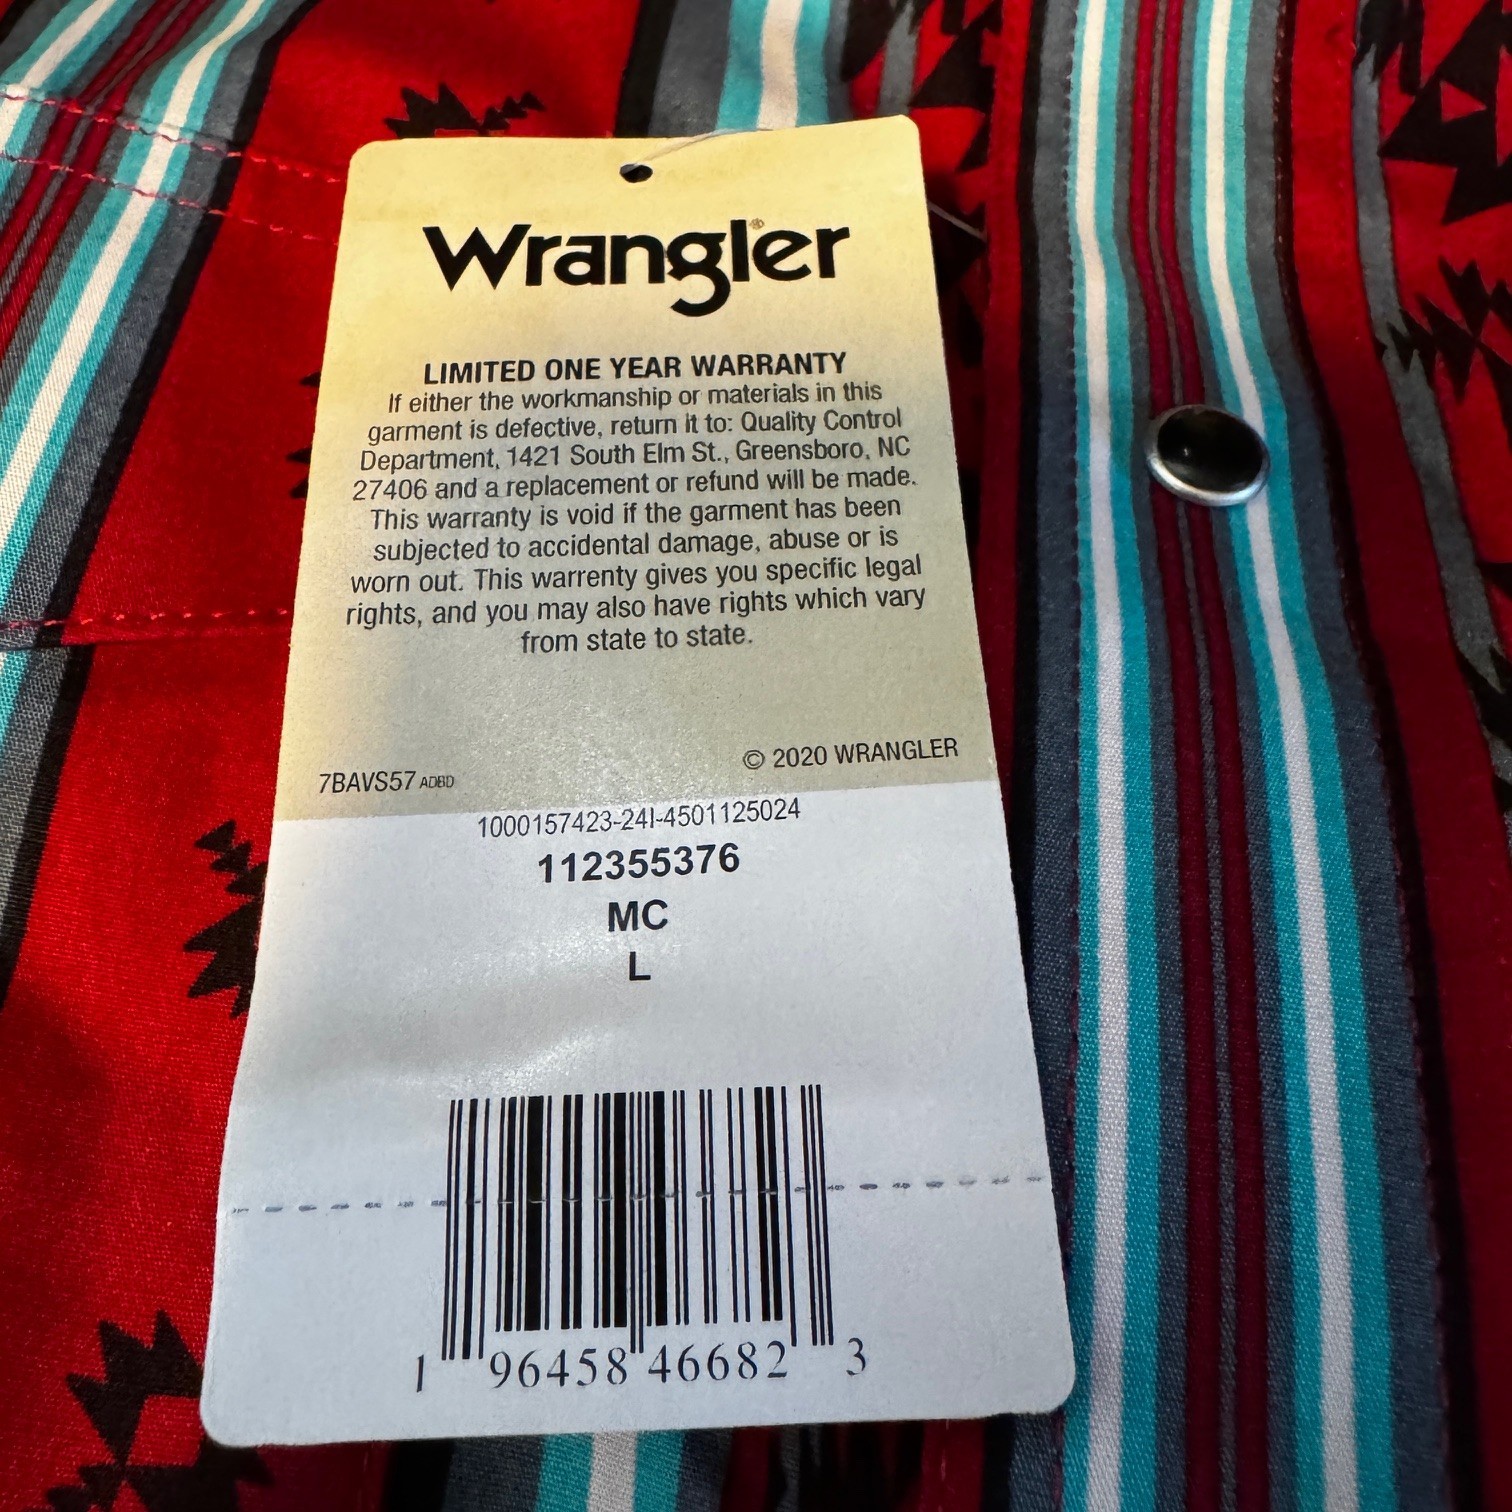 Wrangler®
LIMITED ONE YEAR WARRANTY
If either the workmanship or materials in this
garment is defective, return it to: Quality Control
Department, 1421 South Elm St., Greensboro, NC
27406 and a replacement or refund will be made.
This warranty is void if the garment has been
subjected to accidental damage, abuse or is
worn out. This warrenty gives you specific legal
rights, and you may also have rights which vary
from state to state.
© 2020 WRANGLER
7BAVS57 ADBD
1000157423-24I-4501125024
112355376
MC
L
1 96458 46682 3